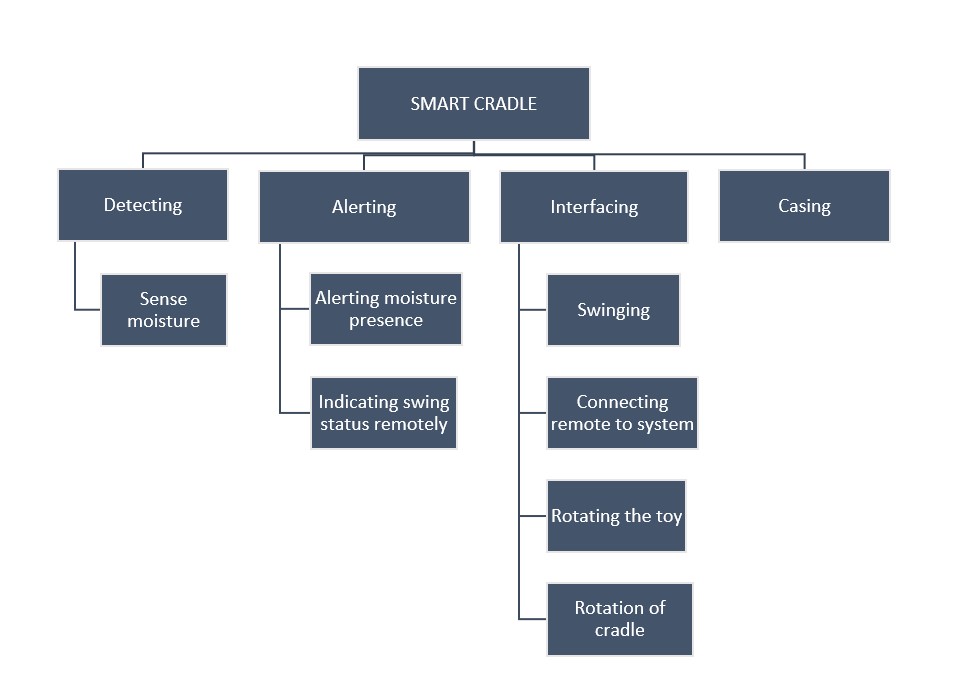 SMART CRADLE
Detecting
Alerting
Interfacing
Casing
Sense
moisture
Alerting moisture
presence
Indicating swing
status remotely
Swinging
Connecting
remote to system
Rotating the toy
Rotation of
cradle